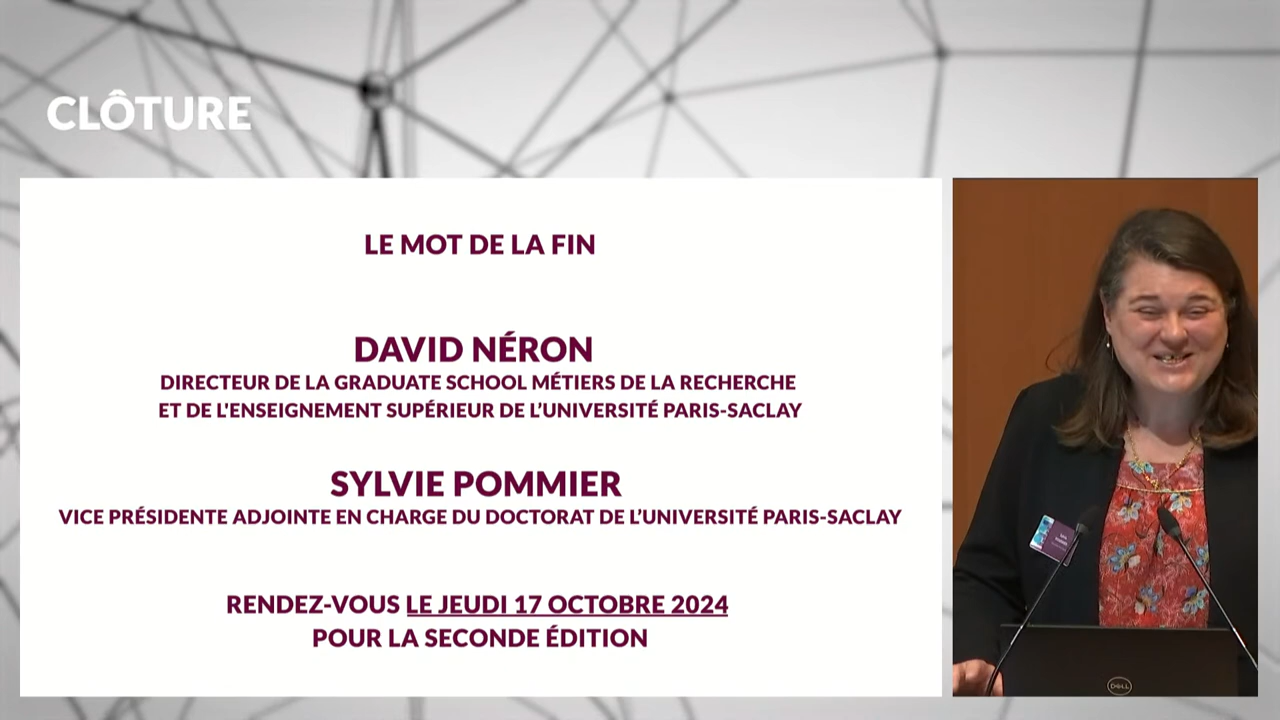 CLÔTURE
LE MOT DE LA FIN
DAVID NÉRON
DIRECTEUR DE LA GRADUATE SCHOOL MÉTIERS DE LA RECHERCHE
ET DE L'ENSEIGNEMENT SUPÉRIEUR DE L’UNIVERSITÉ PARIS-SACLAY
SYLVIE POMMIER
VICE PRÉSIDENTE ADJOINTE EN CHARGE DU DOCTORAT DE L’UNIVERSITÉ PARIS-SACLAY
RENDEZ-VOUS LE JEUDI 17 OCTOBRE 2024
POUR LA SECONDE ÉDITION
DELL